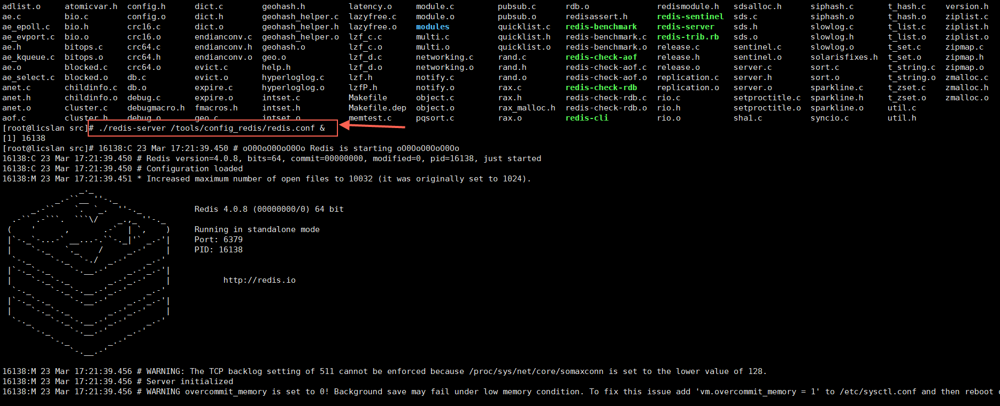 adlist.o     atomicvar.h  config.h      dict.c        geohash.h         latency.o     module.c         pubsub.c     rdb.o              redismodule.h   sdsalloc.h      siphash.c       t_hash.c    version.h
ae.c         bio.c        config.o      dict.h        geohash_helper.c  lazyfree.c    module.o         pubsub.o     redisassert.h      redis-sentinel  sds.c           siphash.o       t_hash.o    ziplist.c
ae_epoll.c   bio.h        crc16.c       dict.o        geohash_helper.h  lazyfree.o    modules          quicklist.c  redis-benchmark    redis-server    sds.h           slowlog.c       t_list.c    ziplist.h
ae_evport.c  bio.o        crc16.o       endianconv.c  geohash_helper.o  lzf_c.c       multi.c          quicklist.h  redis-benchmark.c  redis-trib.rb   sds.o           slowlog.h       t_list.o    ziplist.o
ae.h         bitops.c     crc64.c       endianconv.h  geohash.o         lzf_c.o       multi.o          quicklist.o  redis-benchmark.o  release.c       sentinel.c      slowlog.o       t_set.c     zipmap.c
ae_kqueue.c  bitops.o     crc64.h       endianconv.o  geo.o             lzf_d.c       networking.c     rand.c       redis-check-aof    release.h       sentinel.o      solarisfixes.h  t_set.o     zipmap.h
ae.o         blocked.c    crc64.o       evict.c       help.h            lzf_d.o       networking.o     rand.h       redis-check-aof.c  release.o       server.c        sort.c          t_string.c  zipmap.o
ae_select.c  blocked.o    db.c          evict.o       hyperloglog.c     lzf.h         notify.c         rand.o       redis-check-aof.o  replication.c   server.h        sort.o          t_string.o  zmalloc.c
anet.c       childinfo.c  db.o          expire.c      hyperloglog.o     lzfP.h        notify.o         rax.c        redis-check-rdb    replication.o   server.o        sparkline.c     t_zset.c    zmalloc.h
anet.h       childinfo.o  debug.c       expire.o      intset.c          Makefile      object.c         rax.h        redis-check-rdb.c  rio.c           setproctitle.c  sparkline.h     t_zset.o    zmalloc.o
anet.o       cluster.c    debugmacro.h  fmacros.h     intset.h          Makefile.dep  object.o         rax_malloc.h redis-check-rdb.o  rio.h           setproctitle.o  sparkline.o     util.c
aof.c        cluster.h    debug.o       geo.c         intset.o          memtest.c     pqsort.c         rax.o        redis-cli          rio.o           sha1.c          syncio.c        util.h
[root@licslan src]# ./redis-server /tools/config_redis/redis.conf &
[1] 16138
[root@licslan src]# 16138:C 23 Mar 17:21:39.450 # oO0OoO0OoO0Oo Redis is starting oO0OoO0OoO0Oo
16138:C 23 Mar 17:21:39.450 # Redis version=4.0.8, bits=64, commit=00000000, modified=0, pid=16138, just started
16138:C 23 Mar 17:21:39.450 # Configuration loaded
16138:M 23 Mar 17:21:39.451 * Increased maximum number of open files to 10032 (it was originally set to 1024).
Redis 4.0.8 (00000000/0) 64 bit
Running in standalone mode
Port: 6379
PID: 16138
http://redis.io
16138:M 23 Mar 17:21:39.456 # WARNING: The TCP backlog setting of 511 cannot be enforced because /proc/sys/net/core/somaxconn is set to the lower value of 128.
16138:M 23 Mar 17:21:39.456 # Server initialized
16138:M 23 Mar 17:21:39.456 # WARNING overcommit_memory is set to 0! Background save may fail under low memory condition. To fix this issue add 'vm.overcommit_memory = 1' to /etc/sysctl.conf and then reboot